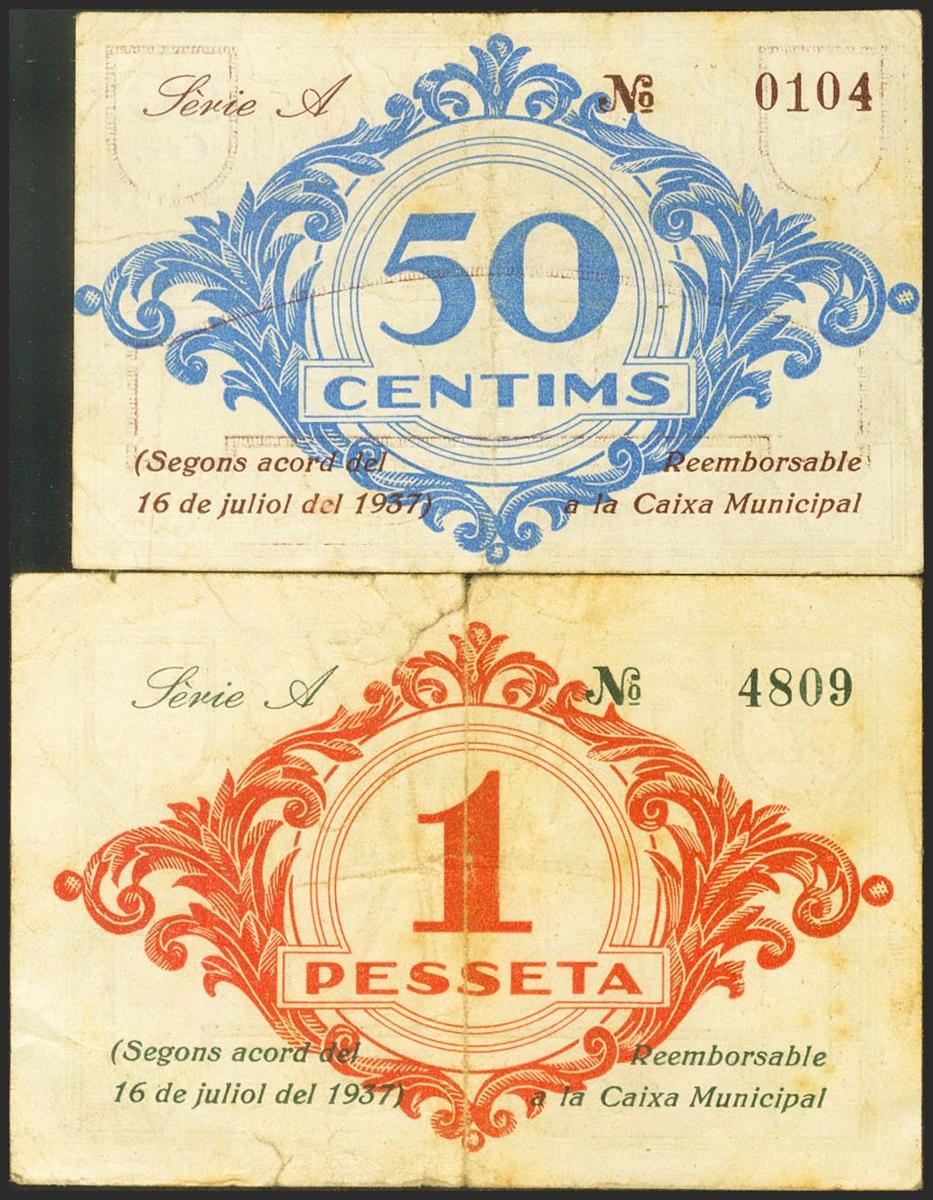 Sèrie A Nº 0104
50
CENTIMS
(Segons acord del
16 de juliol del 1937)
Reemborsable
a la Caixa Municipal
Sèrie A Nº 4809
1
PESSETA
(Segons acord del
16 de juliol del 1937)
Reemborsable
a la Caixa Municipal